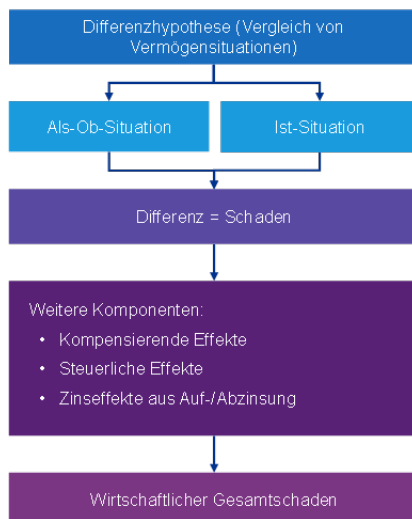 Differenzhypothese (Vergleich von
Vermögensituationen)
Als-Ob-Situation
Ist-Situation
Differenz = Schaden
Weitere Komponenten:
• Kompensierende Effekte
• Steuerliche Effekte
• Zinseffekte aus Auf-/Abzinsung
Wirtschaftlicher Gesamtschaden